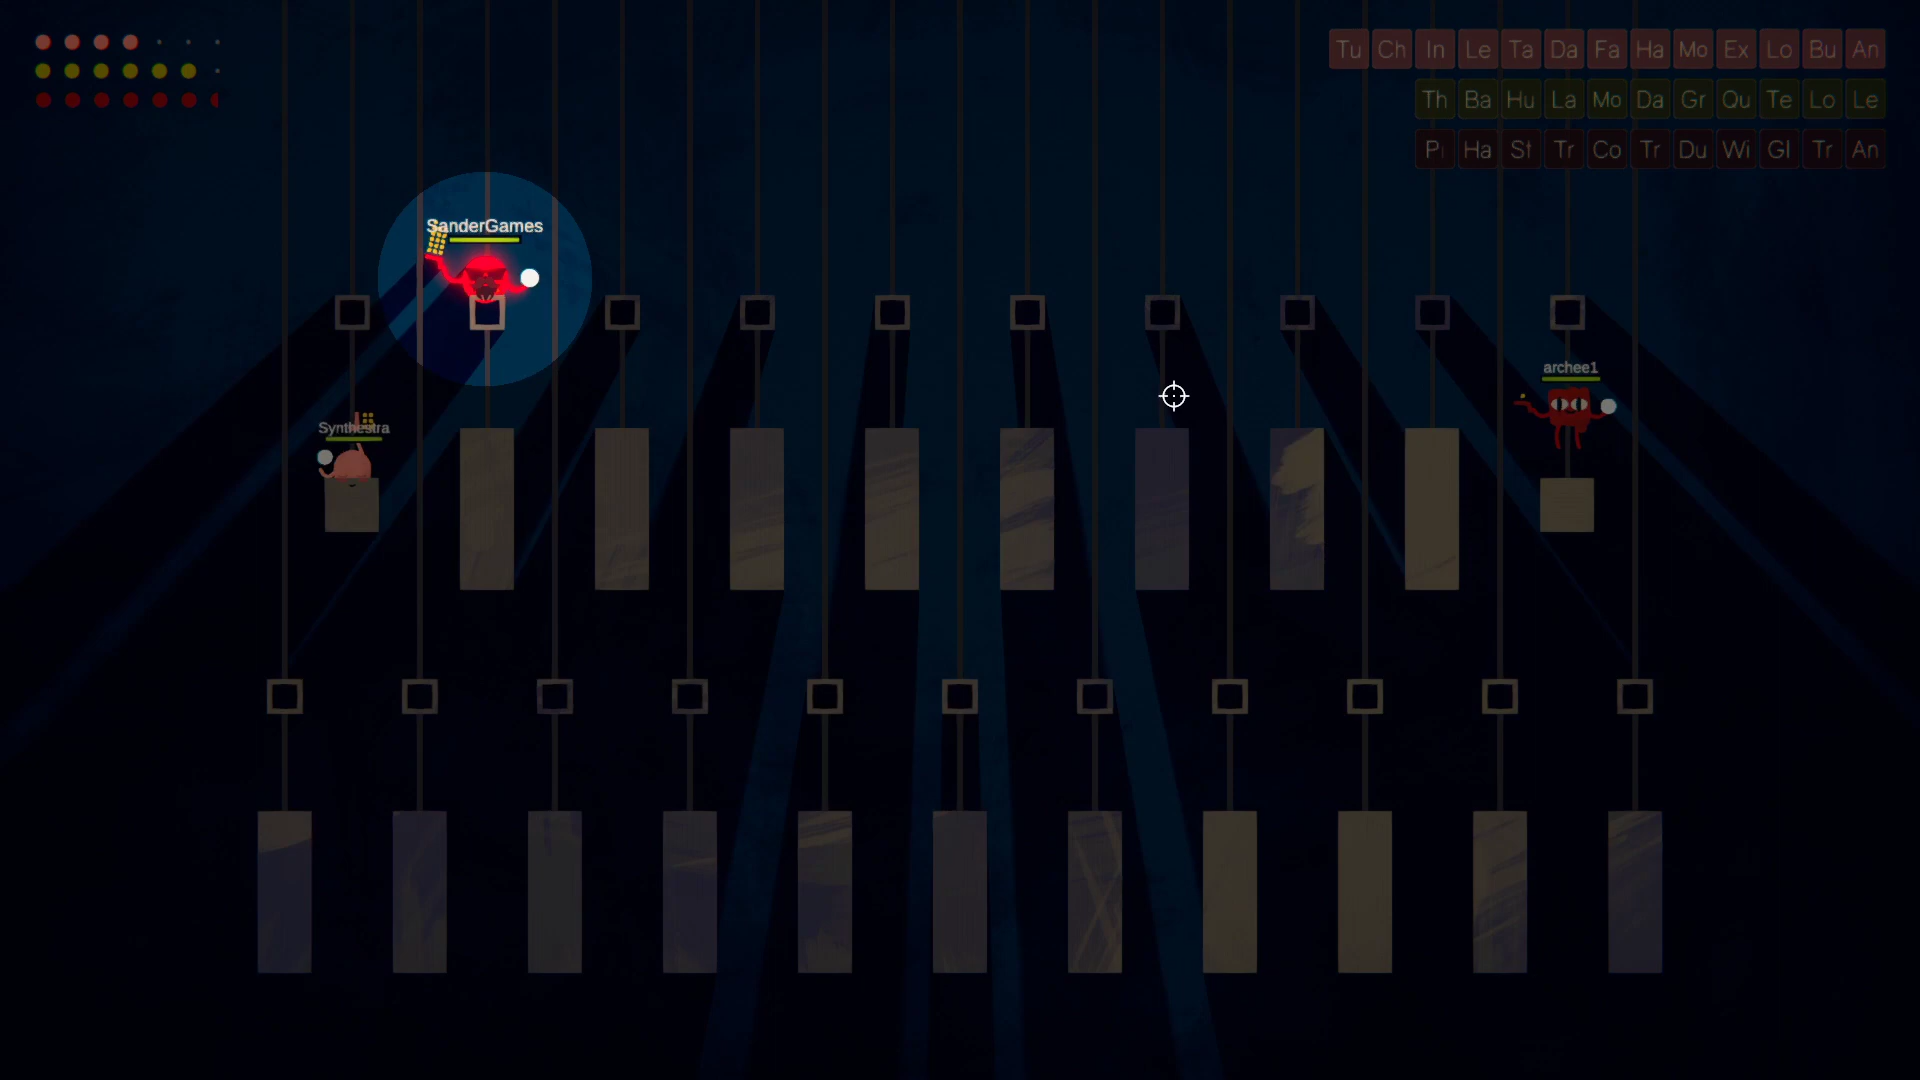 Tu Ch In Le Ta Da Fa Ha Mo Ex Lo Bu An
Th Ba Hu La Mo Da Gr Qu Te Lo Le
Pi Ha St Tr Co Tr Du Wi Gl Tr An
SanderGames
archee1
Synthestra